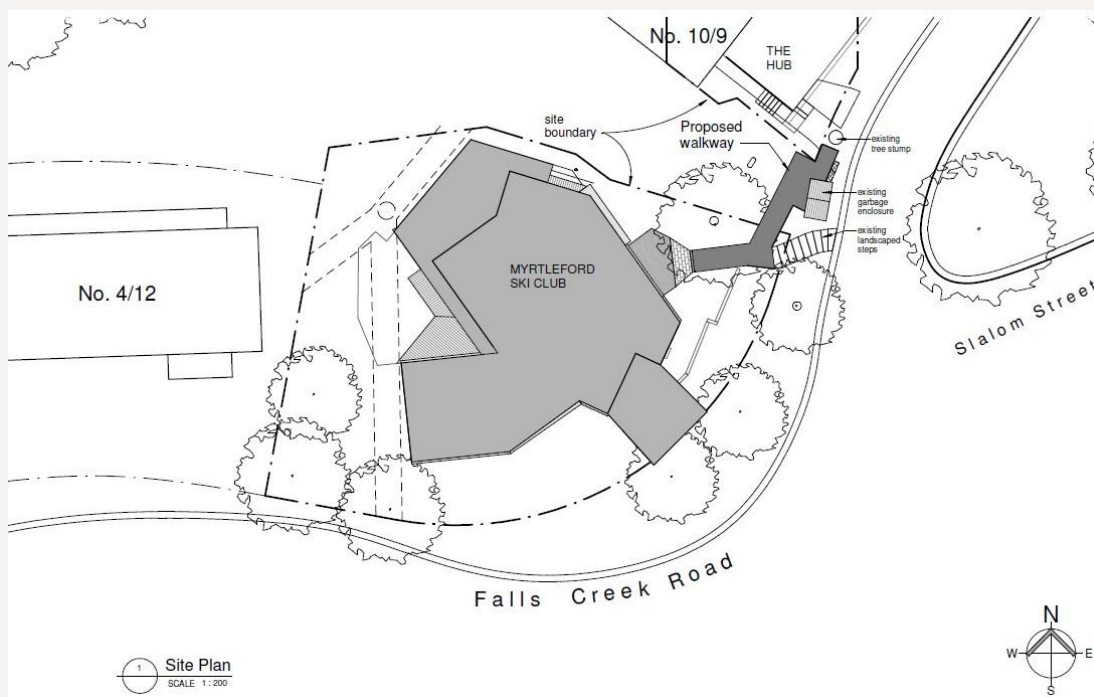 No. 10/9
THE
HUB
site
boundary
Proposed
walkway
existing
tree stump
existing
garbage
enclosure
existing
landscaped
steps
No. 4/12
MYRTLEFORD
SKI CLUB
Slalom Street
Falls Creek Road
1
Site Plan
SCALE 1 : 200
N
W
E
S